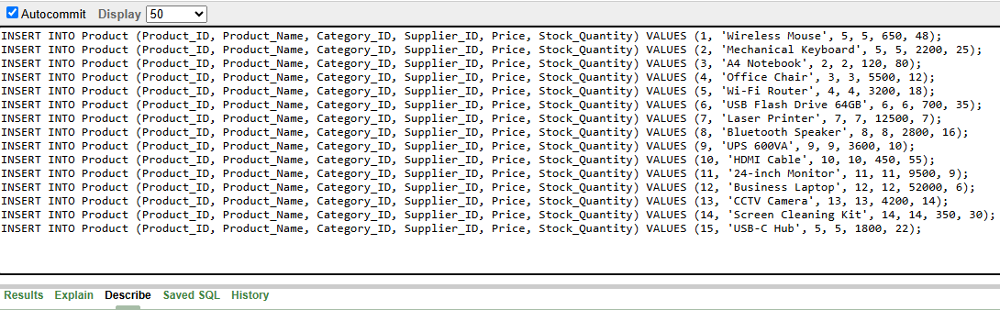 Autocommit Display 50
INSERT INTO Product (Product_ID, Product_Name, Category_ID, Supplier_ID, Price, Stock_Quantity) VALUES (1, 'Wireless Mouse', 5, 5, 650, 48);
INSERT INTO Product (Product_ID, Product_Name, Category_ID, Supplier_ID, Price, Stock_Quantity) VALUES (2, 'Mechanical Keyboard', 5, 5, 2200, 25);
INSERT INTO Product (Product_ID, Product_Name, Category_ID, Supplier_ID, Price, Stock_Quantity) VALUES (3, 'A4 Notebook', 2, 2, 120, 80);
INSERT INTO Product (Product_ID, Product_Name, Category_ID, Supplier_ID, Price, Stock_Quantity) VALUES (4, 'Office Chair', 3, 3, 5500, 12);
INSERT INTO Product (Product_ID, Product_Name, Category_ID, Supplier_ID, Price, Stock_Quantity) VALUES (5, 'Wi-Fi Router', 4, 4, 3200, 18);
INSERT INTO Product (Product_ID, Product_Name, Category_ID, Supplier_ID, Price, Stock_Quantity) VALUES (6, 'USB Flash Drive 64GB', 6, 6, 700, 35);
INSERT INTO Product (Product_ID, Product_Name, Category_ID, Supplier_ID, Price, Stock_Quantity) VALUES (7, 'Laser Printer', 7, 7, 12500, 7);
INSERT INTO Product (Product_ID, Product_Name, Category_ID, Supplier_ID, Price, Stock_Quantity) VALUES (8, 'Bluetooth Speaker', 8, 8, 2800, 16);
INSERT INTO Product (Product_ID, Product_Name, Category_ID, Supplier_ID, Price, Stock_Quantity) VALUES (9, 'UPS 600VA', 9, 9, 3600, 10);
INSERT INTO Product (Product_ID, Product_Name, Category_ID, Supplier_ID, Price, Stock_Quantity) VALUES (10, 'HDMI Cable', 10, 10, 450, 55);
INSERT INTO Product (Product_ID, Product_Name, Category_ID, Supplier_ID, Price, Stock_Quantity) VALUES (11, '24-inch Monitor', 11, 11, 9500, 9);
INSERT INTO Product (Product_ID, Product_Name, Category_ID, Supplier_ID, Price, Stock_Quantity) VALUES (12, 'Business Laptop', 12, 12, 52000, 6);
INSERT INTO Product (Product_ID, Product_Name, Category_ID, Supplier_ID, Price, Stock_Quantity) VALUES (13, 'CCTV Camera', 13, 13, 4200, 14);
INSERT INTO Product (Product_ID, Product_Name, Category_ID, Supplier_ID, Price, Stock_Quantity) VALUES (14, 'Screen Cleaning Kit', 14, 14, 350, 30);
INSERT INTO Product (Product_ID, Product_Name, Category_ID, Supplier_ID, Price, Stock_Quantity) VALUES (15, 'USB-C Hub', 5, 5, 1800, 22);
Results Explain Describe Saved SQL History